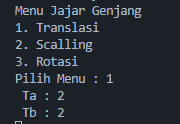 Menu Jajar Genjang
1. Translasi
2. Scalling
3. Rotasi
Pilih Menu : 1
Ta : 2
Tb : 2